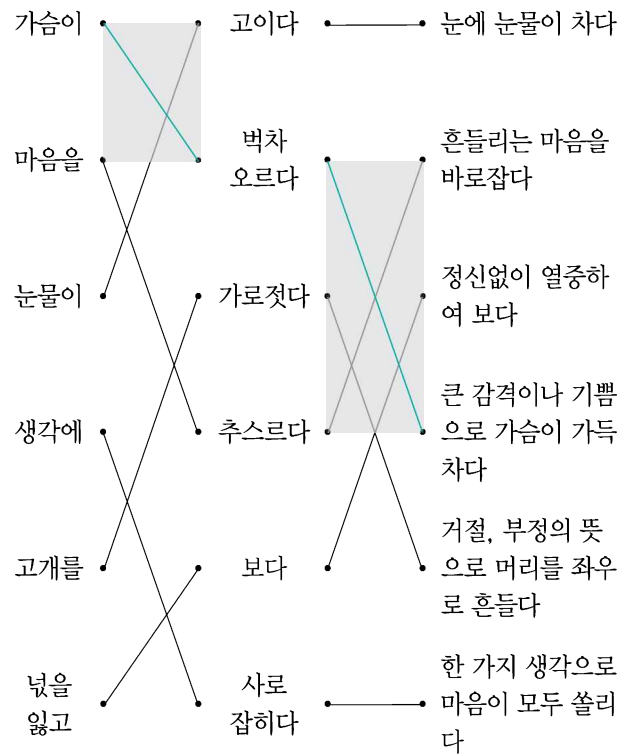 가슴이
고이다
눈에 눈물이 차다
마음을
벅차
오르다
흔들리는 마음을
바로잡다
눈물이
가로젓다
정신없이 열중하
여 보다
생각에
추스르다
큰 감격이나 기쁨
으로 가슴이 가득
차다
고개를
보다
거절, 부정의 뜻
으로 머리를 좌우
로 흔들다
넋을
잃고
사로
잡히다
한 가지 생각으로
마음이 모두 쏠리
다